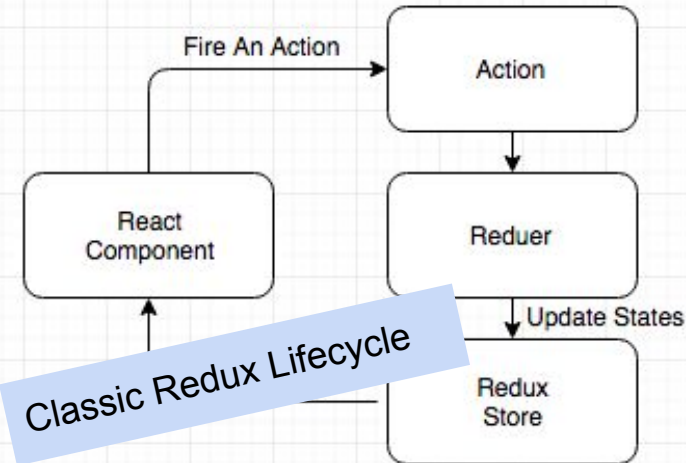 Fire An Action
Action
React
Component
Reduer
Update States
Classic Redux Lifecycle
Redux
Store